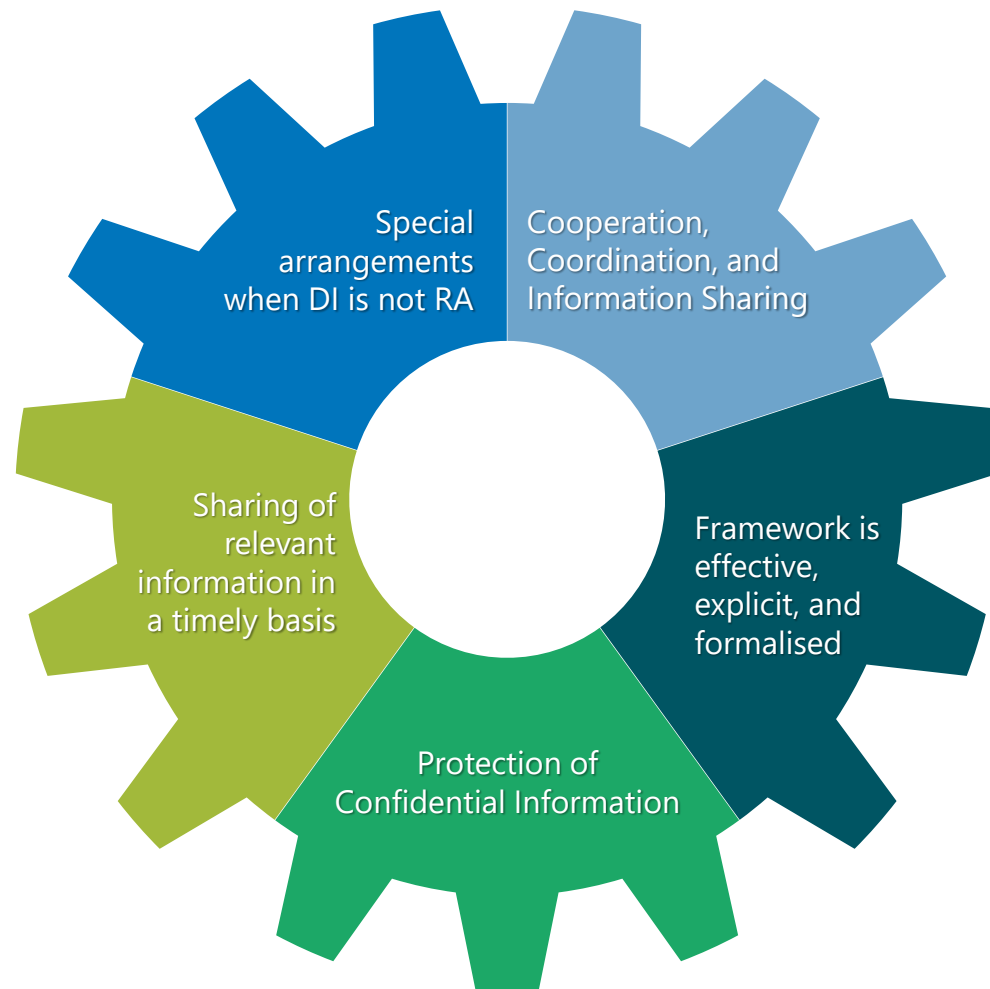 Special
arrangements
when DI is not RA
Cooperation,
Coordination, and
Information Sharing
Sharing of
relevant
information in
a timely basis
Framework is
effective,
explicit, and
formalised
Protection of
Confidential Information